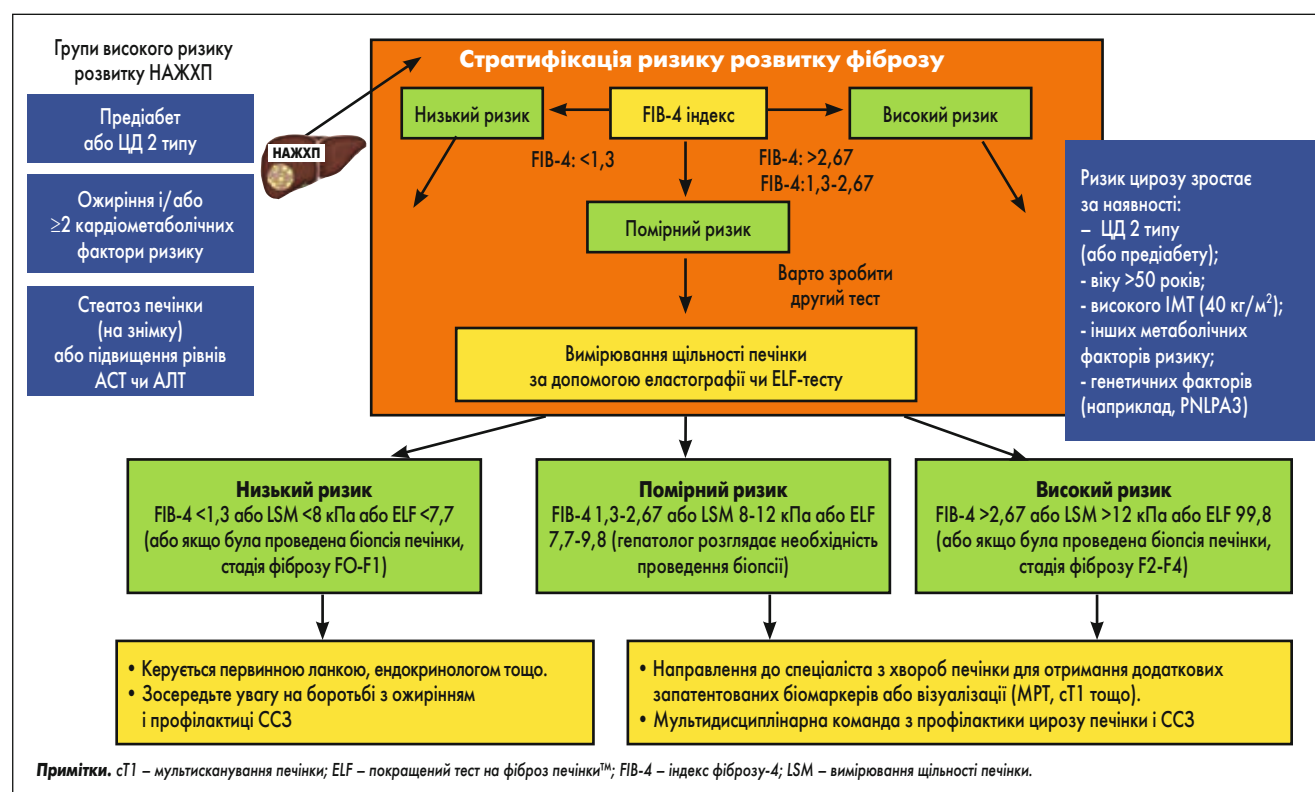 Групи високого ризику
розвитку НАЖХП
Предіабет
або ЦД 2 типу
Ожиріння і/або
≥2 кардіометаболічних
фактори ризику
Стеатоз печінки
(на знімку)
або підвищення рівнів
АСТ чи АЛТ
НАЖХП
Стратифікація ризику розвитку фіброзу
Низький ризик
FIB-4 індекс
Високий ризик
FIB-4: <1,3
FIB-4: >2,67
FIB-4:1,3-2,67
Помірний ризик
Варто зробити
другий тест
Вимірювання щільності печінки
за допомогою еластографії чи ELF-тесту
Ризик цирозу зростає
за наявності:
– ЦД 2 типу
(або предіабету);
- віку >50 років;
- високого ІМТ (40 кг/м²);
- інших метаболічних
факторів ризику;
- генетичних факторів
(наприклад, PNLPA3)
Низький ризик
FIB-4 <1,3 або LSM <8 кПа або ELF <7,7
(або якщо була проведена біопсія печінки,
стадія фіброзу FO-F1)
Помірний ризик
FIB-4 1,3-2,67 або LSM 8-12 кПа або ELF
7,7-9,8 (гепатолог розглядає необхідність
проведення біопсії)
Високий ризик
FIB-4 >2,67 або LSM >12 кПа або ELF 99,8
(або якщо була проведена біопсія печінки,
стадія фіброзу F2-F4)
• Керується первинною ланкою, ендокринологом тощо.
• Зосередьте увагу на боротьбі з ожирінням
і профілактиці ССЗ
• Направлення до спеціаліста з хвороб печінки для отримання додаткових
запатентованих біомаркерів або візуалізації (МРТ, cT1 тощо).
• Мультидисциплінарна команда з профілактики цирозу печінки і ССЗ
Примітки. cT1 – мультисканування печінки; ELF – покращений тест на фіброз печінки™; FIB-4 – індекс фіброзу-4; LSM – вимірювання щільності печінки.